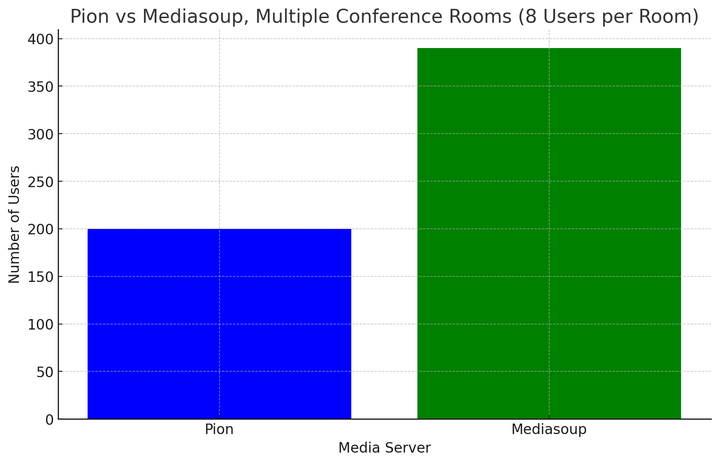 Pion vs Mediasoup, Multiple Conference Rooms (8 Users per Room)
400
350
300
250
200
150
100
50
0
Number of Users
Pion
Mediasoup
Media Server